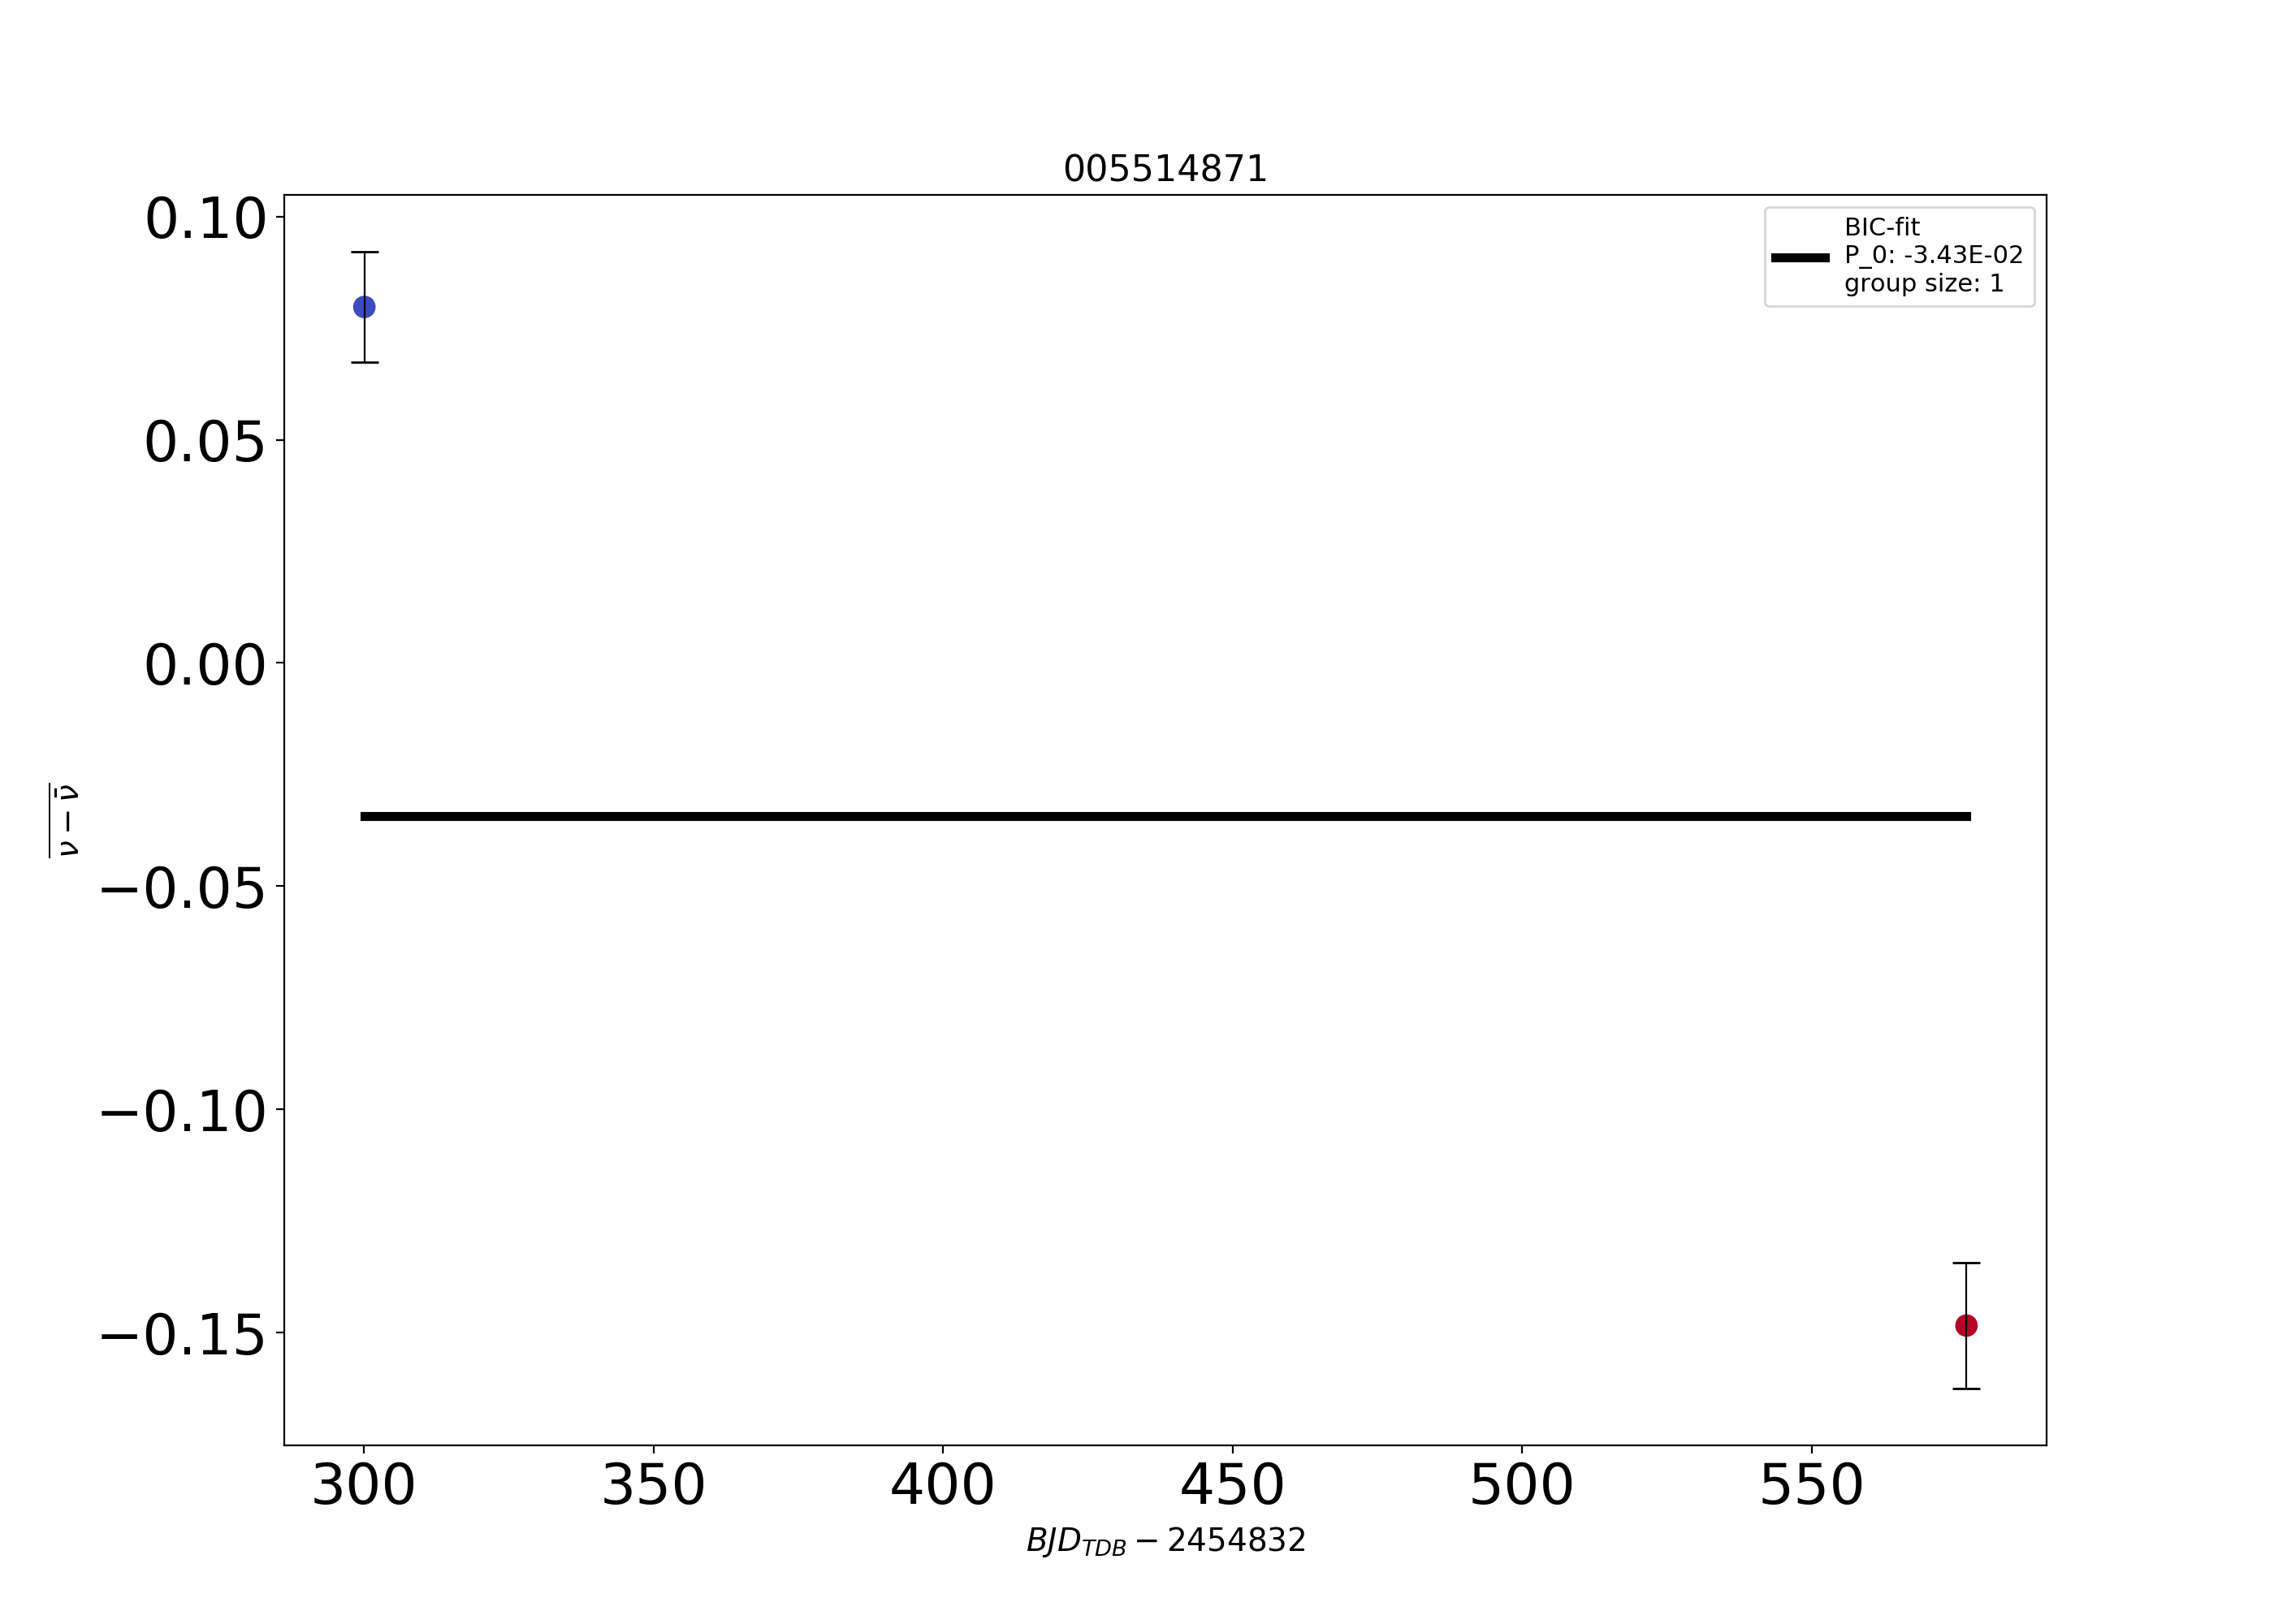 005514871
0.10
0.05
0.00
−0.05
−0.10
−0.15
ν − ν̄
BIC-fit
P_0: -3.43E-02
group size: 1
300 350 400 450 500 550
BJD_TDB − 2454832